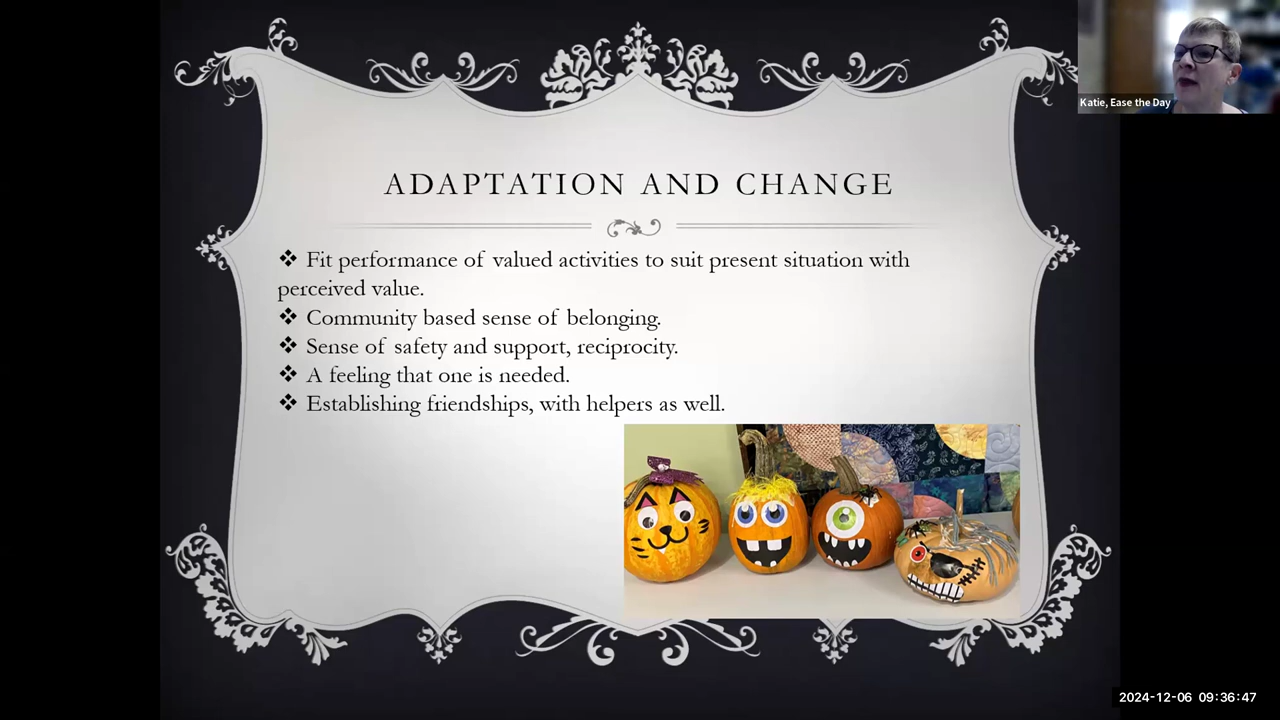 Katie, Ease the Day
ADAPTATION AND CHANGE
❖ Fit performance of valued activities to suit present situation with
perceived value.
❖ Community based sense of belonging.
❖ Sense of safety and support, reciprocity.
❖ A feeling that one is needed.
❖ Establishing friendships, with helpers as well.
2024-12-06 09:36:47